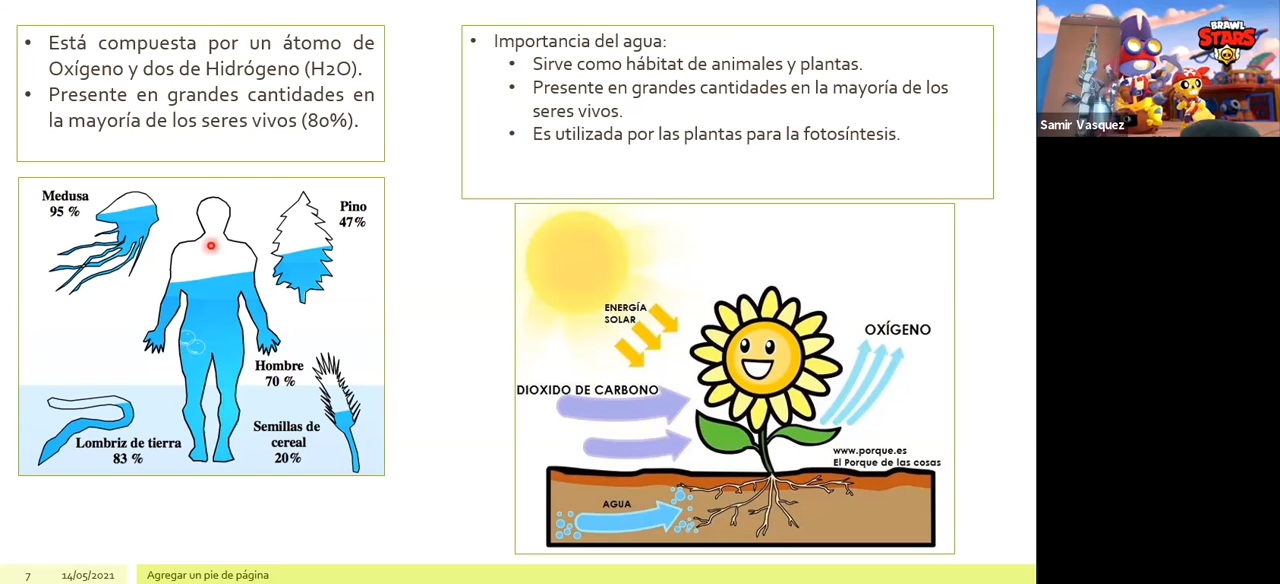 • Está compuesta por un átomo de
Oxígeno y dos de Hidrógeno (H2O).
• Presente en grandes cantidades en
la mayoría de los seres vivos (80%).
• Importancia del agua:
• Sirve como hábitat de animales y plantas.
• Presente en grandes cantidades en la mayoría de los
seres vivos.
• Es utilizada por las plantas para la fotosíntesis.
Medusa
95 %
Pino
47%
Hombre
70 %
Lombriz de tierra
83 %
Semillas de
cereal
20%
ENERGÍA
SOLAR
OXÍGENO
DIOXIDO DE CARBONO
www.porque.es
El Porque de las cosas
AGUA
BRAWL
STARS
Samir Vasquez
7
14/05/2021
Agregar un pie de página